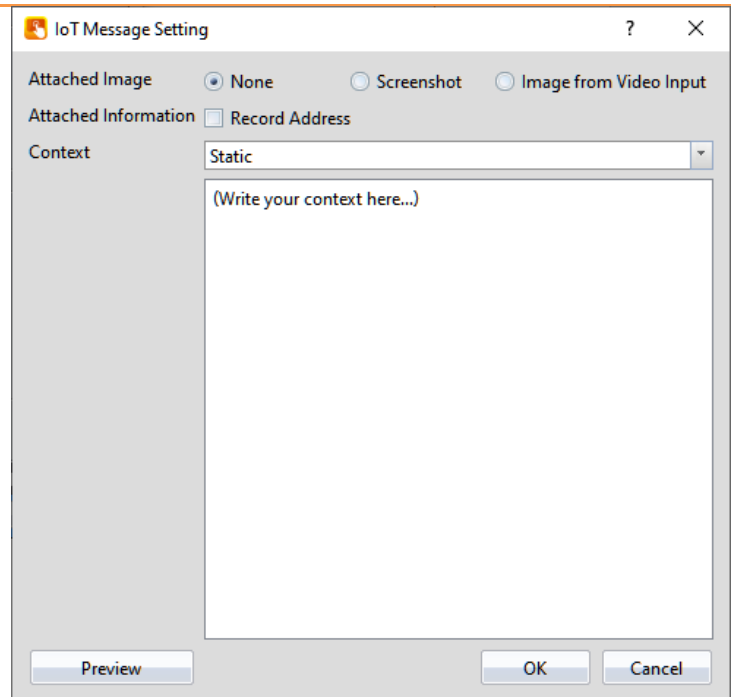 IoT Message Setting ?
Attached Image None Screenshot Image from Video Input
Attached Information Record Address
Context Static
(Write your context here...)
Preview OK Cancel